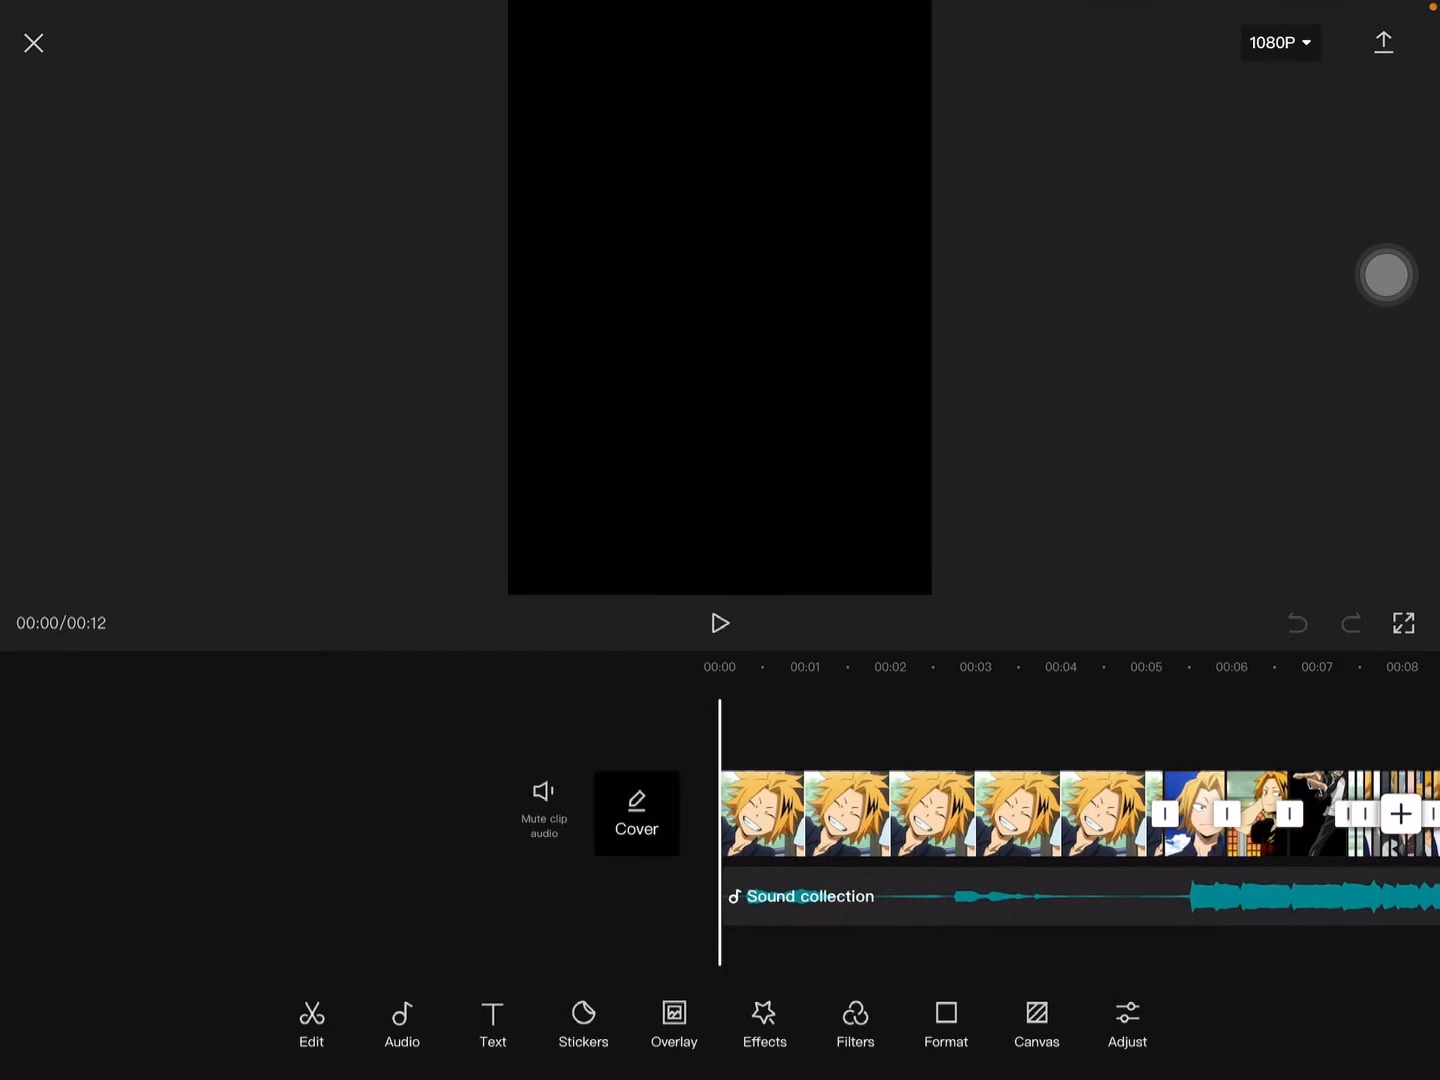 1080P
00:00/00:12
00:00 00:01 00:02 00:03 00:04 00:05 00:06 00:07 00:08
Mute clip
audio
Cover
Sound collection
Edit Audio Text Stickers Overlay Effects Filters Format Canvas Adjust